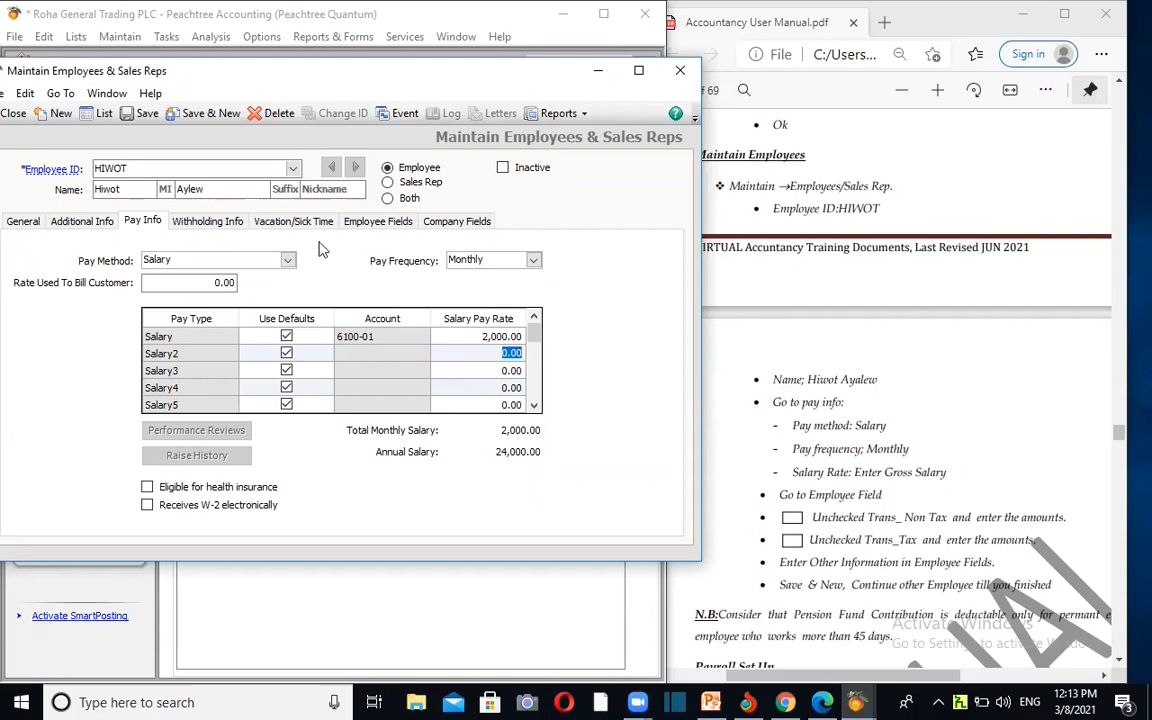 * Roha General Trading PLC - Peachtree Accounting (Peachtree Quantum)
File Edit Lists Maintain Tasks Analysis Options Reports & Forms Services Window Help
* Maintain Employees & Sales Reps
Edit Go To Window Help
Close New List Save Save & New Delete Change ID Event Log Letters Reports
Maintain Employees & Sales Reps
*Employee ID: HIWOT
Employee
Inactive
Sales Rep
Name: Hiwot MI Aylew Suffix Nickname
Both
General Additional Info Pay Info Withholding Info Vacation/Sick Time Employee Fields Company Fields
Pay Method: Salary Pay Frequency: Monthly
Rate Used To Bill Customer: 0.00
Pay Type Use Defaults Account Salary Pay Rate
Salary 6100-01 2,000.00
Salary2 0.00
Salary3 0.00
Salary4 0.00
Salary5 0.00
Performance Reviews Total Monthly Salary: 2,000.00
Raise History Annual Salary: 24,000.00
Eligible for health insurance
Receives W-2 electronically
Activate SmartPosting
Accountancy User Manual.pdf
File C:/Users... Sign in
of 69
• Ok
Maintain Employees
❖ Maintain →Employees/Sales Rep.
• Employee ID:HIWOT
VIRTUAL Accuntancy Training Documents, Last Revised JUN 2021
• Name; Hiwot Ayalew
• Go to pay info:
- Pay method: Salary
- Pay frequency; Monthly
- Salary Rate: Enter Gross Salary
• Go to Employee Field
• Unchecked Trans_ Non Tax and enter the amounts.
• Unchecked Trans_Tax and enter the amounts.
• Enter Other Information in Employee Fields.
• Save & New, Continue other Employee till you finished
N.B:Consider that Pension Fund Contribution is deductable only for permant e
employee who works more than 45 days.
Payroll Set Up
Activate Windows
Go to Settings to activate Windows.
Type here to search
ENG
12:13 PM
3/8/2021
3